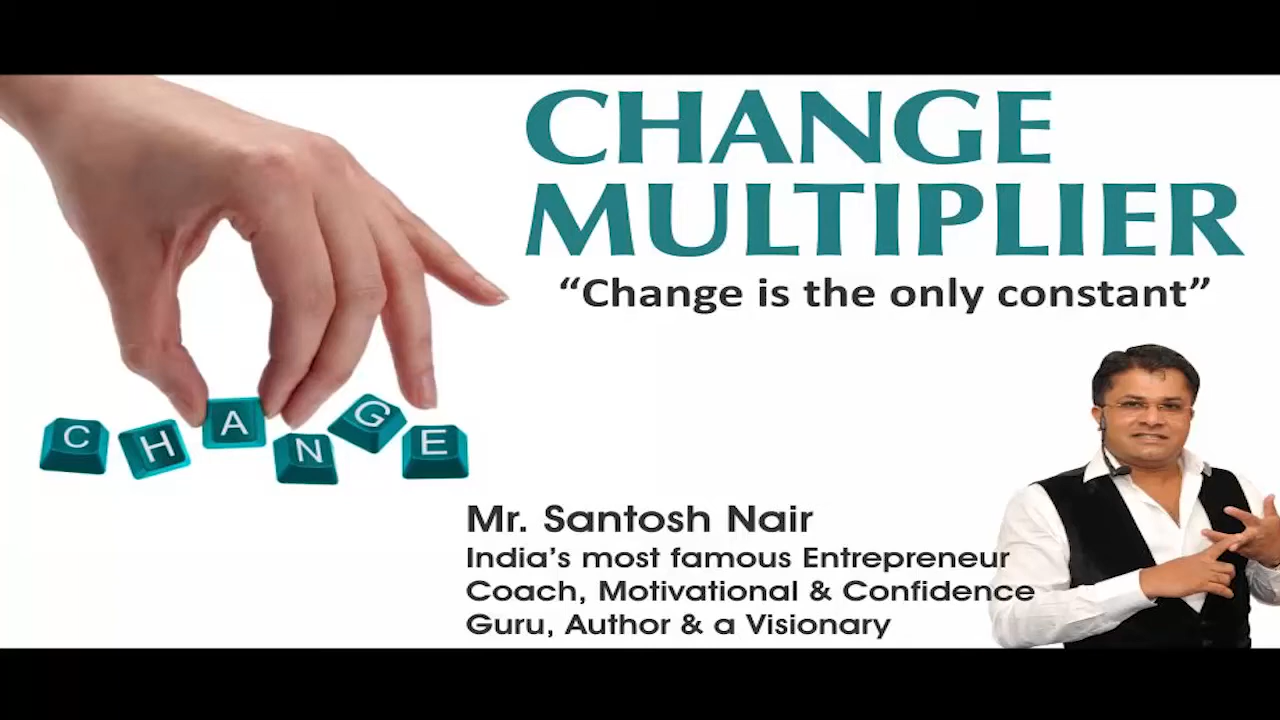 CHANGE
MULTIPLIER
“Change is the only constant”
C H A N G E
Mr. Santosh Nair
India’s most famous Entrepreneur
Coach, Motivational & Confidence
Guru, Author & a Visionary